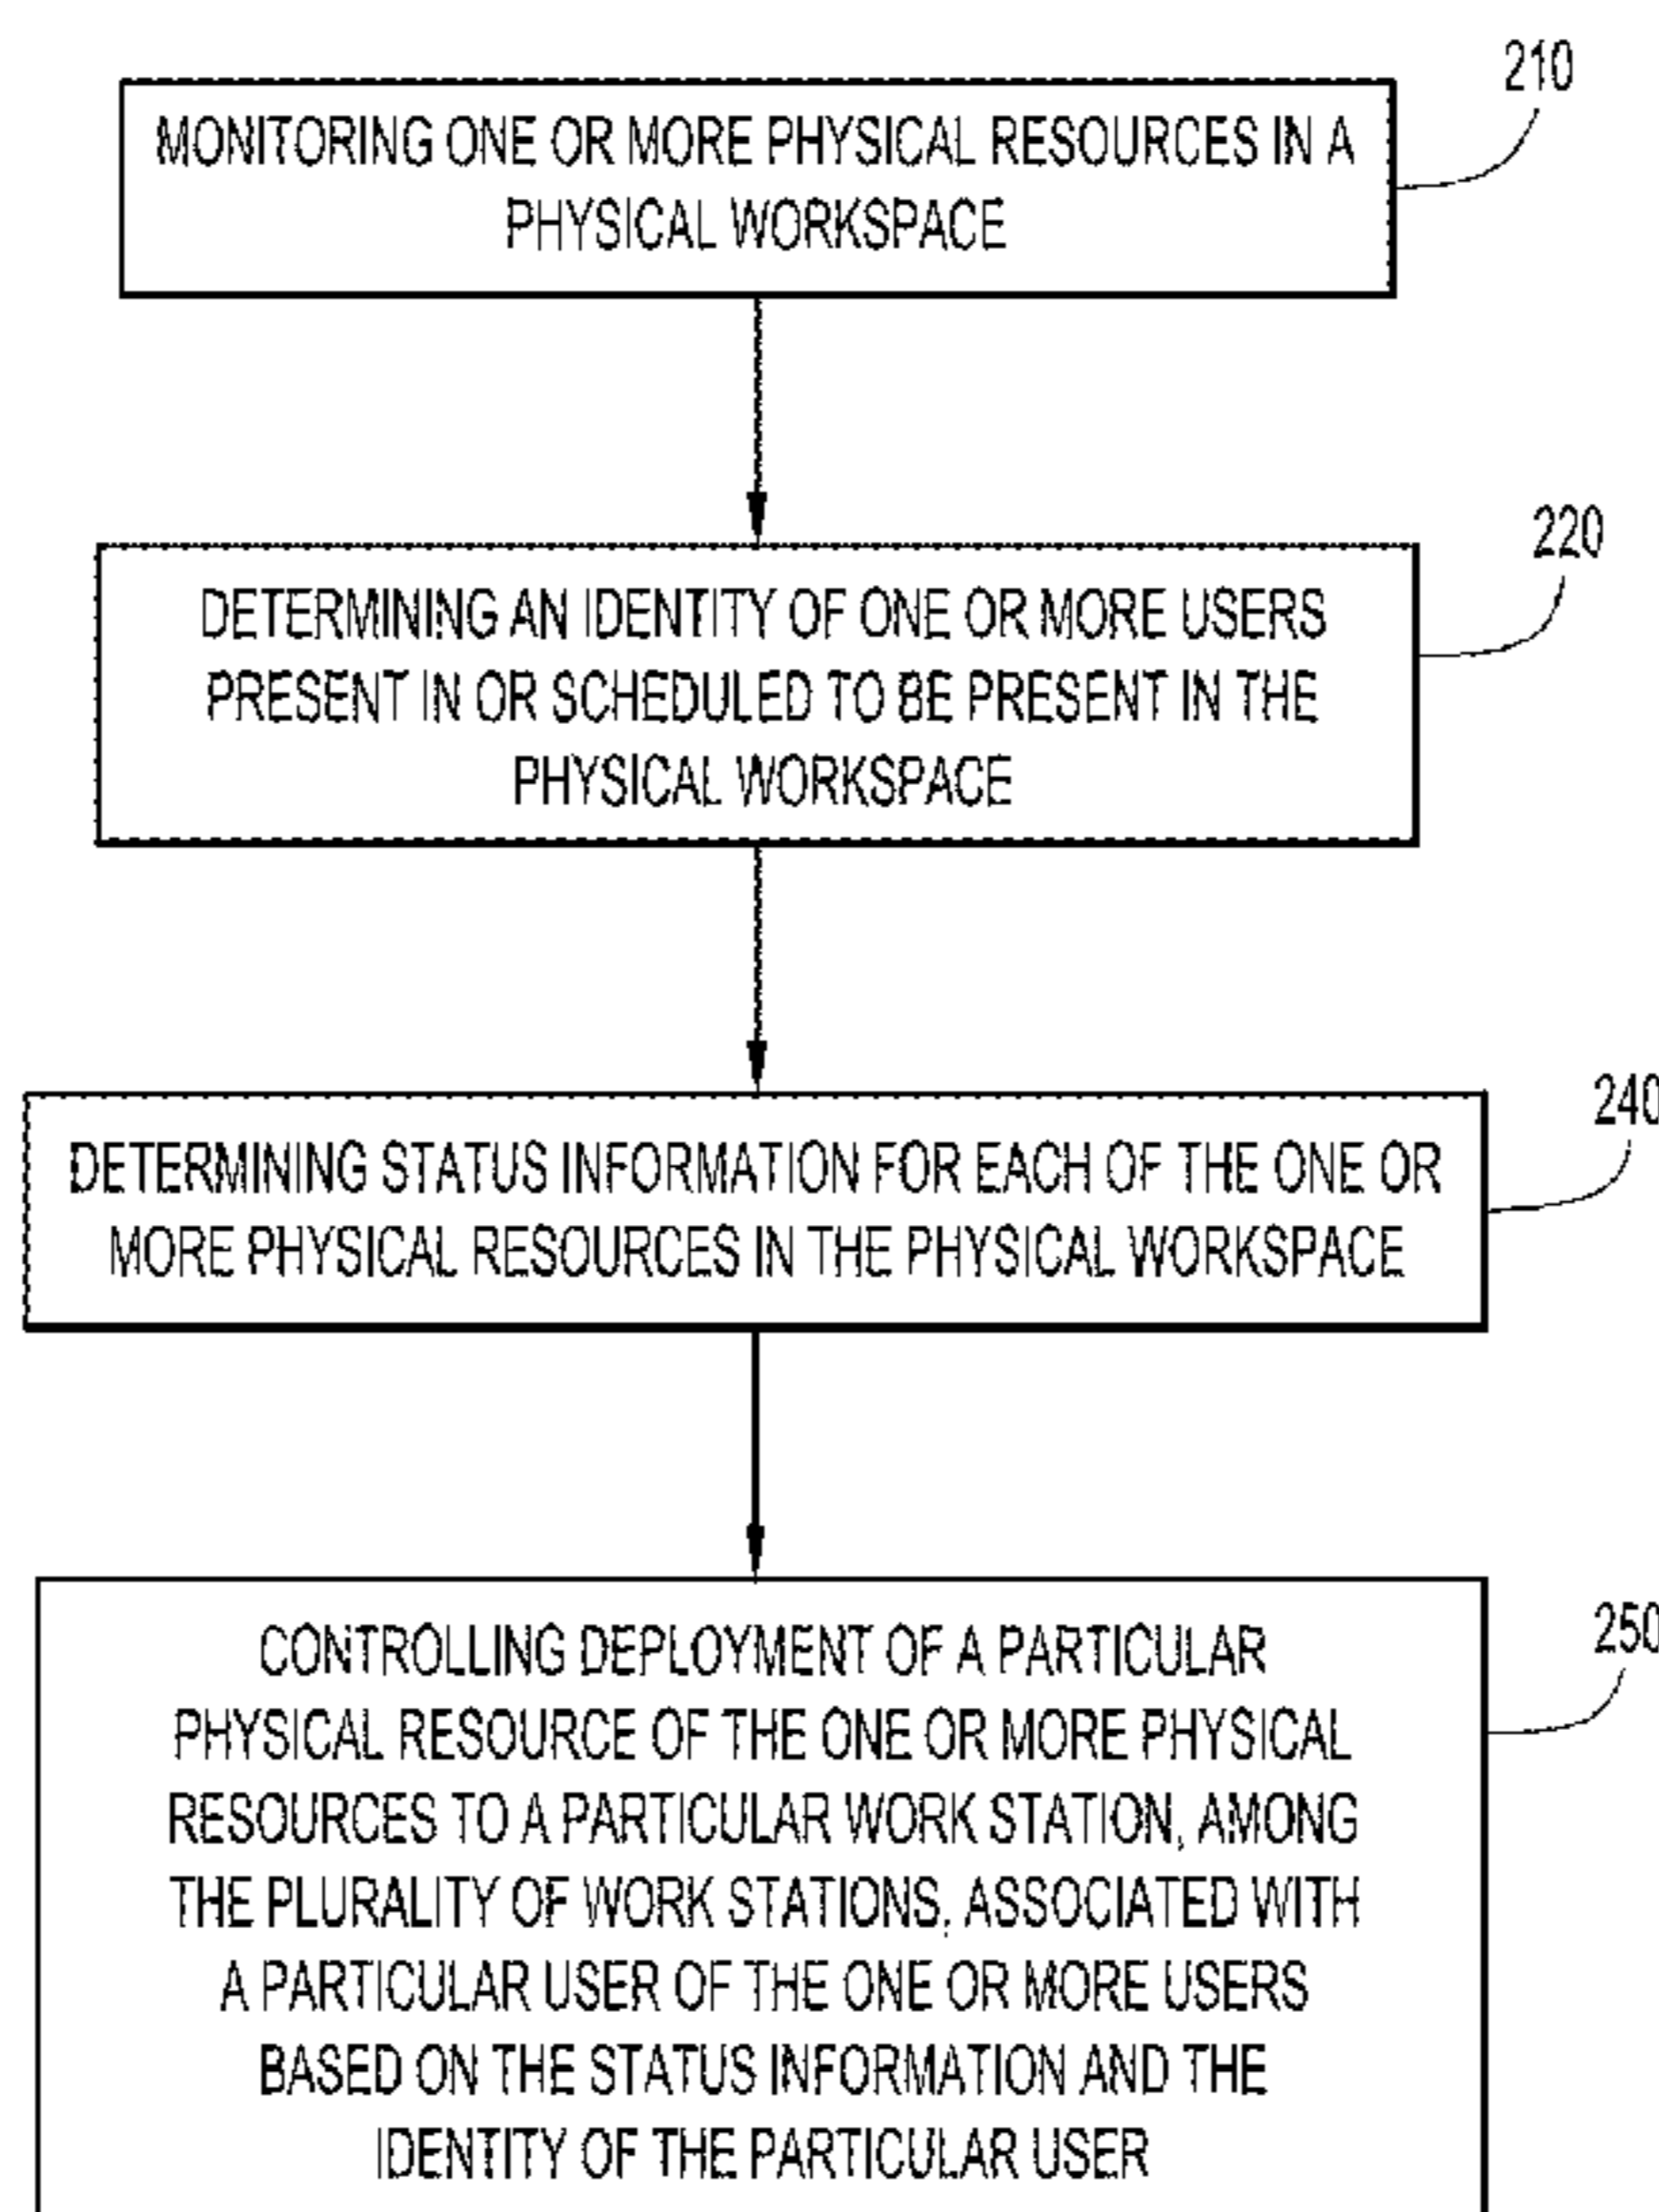 210
MONITORING ONE OR MORE PHYSICAL RESOURCES IN A
PHYSICAL WORKSPACE
220
DETERMINING AN IDENTITY OF ONE OR MORE USERS
PRESENT IN OR SCHEDULED TO BE PRESENT IN THE
PHYSICAL WORKSPACE
240
DETERMINING STATUS INFORMATION FOR EACH OF THE ONE OR
MORE PHYSICAL RESOURCES IN THE PHYSICAL WORKSPACE
250
CONTROLLING DEPLOYMENT OF A PARTICULAR
PHYSICAL RESOURCE OF THE ONE OR MORE PHYSICAL
RESOURCES TO A PARTICULAR WORK STATION, AMONG
THE PLURALITY OF WORK STATIONS, ASSOCIATED WITH
A PARTICULAR USER OF THE ONE OR MORE USERS
BASED ON THE STATUS INFORMATION AND THE
IDENTITY OF THE PARTICULAR USER